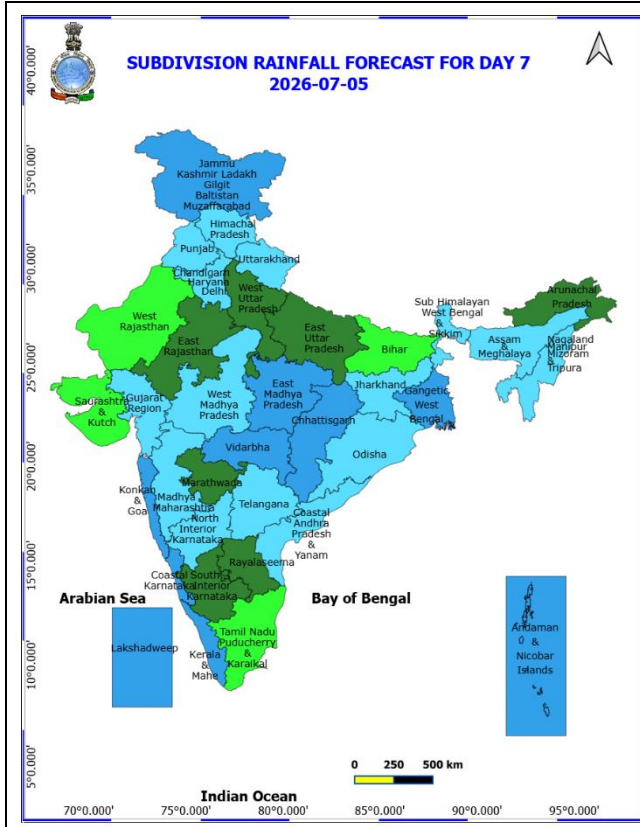 SUBDIVISION RAINFALL FORECAST FOR DAY 7
2026-07-05
40°0.000'
35°0.000'
30°0.000'
25°0.000'
20°0.000'
15°0.000'
10°0.000'
5°0.000'
Jammu
Kashmir Ladakh
Gilgit
Baltistan
Muzaffarabad
Himachal
Pradesh
Punjab
Uttarakhand
Chandigarh
Haryana
Delhi
West
Uttar
Pradesh
West
Rajasthan
East
Rajasthan
East
Uttar
Pradesh
Bihar
Sub Himalayan
West Bengal
&
Sikkim
Arunachal
Pradesh
Assam
&
Meghalaya
Nagaland
Manipur
Mizoram
&
Tripura
Saurashtra
&
Kutch
Gujarat
Region
West
Madhya
Pradesh
East
Madhya
Pradesh
Jharkhand
Gangetic
West
Bengal
Chhattisgarh
Vidarbha
Odisha
Konkan
&
Goa
Madhya
Maharashtra
Marathwada
North
Interior
Karnataka
Telangana
Coastal
Andhra
Pradesh
&
Yanam
Rayalaseema
Coastal
Karnataka
South
Interior
Karnataka
Arabian Sea
Bay of Bengal
Lakshadweep
Kerala
&
Mahe
Tamil Nadu
Puducherry
&
Karaikal
Andaman
&
Nicobar
Islands
0 250 500 km
Indian Ocean
70°0.000' 75°0.000' 80°0.000' 85°0.000' 90°0.000' 95°0.000'